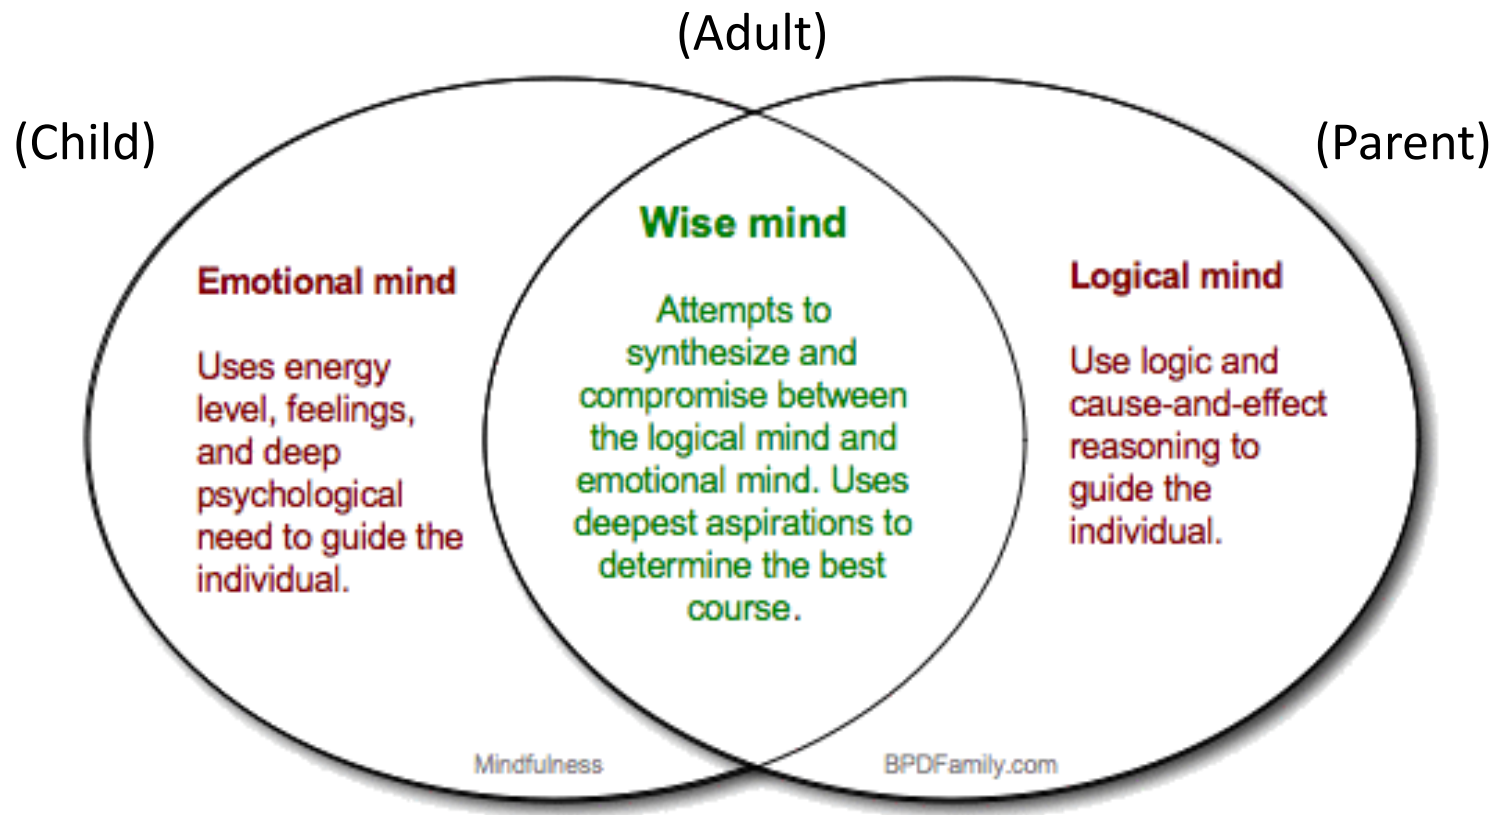 (Adult)
(Child)
(Parent)
Emotional mind
Uses energy
level, feelings,
and deep
psychological
need to guide the
individual.
Wise mind
Attempts to
synthesize and
compromise between
the logical mind and
emotional mind. Uses
deepest aspirations to
determine the best
course.
Logical mind
Use logic and
cause-and-effect
reasoning to
guide the
individual.
Mindfulness
BPDFamily.com